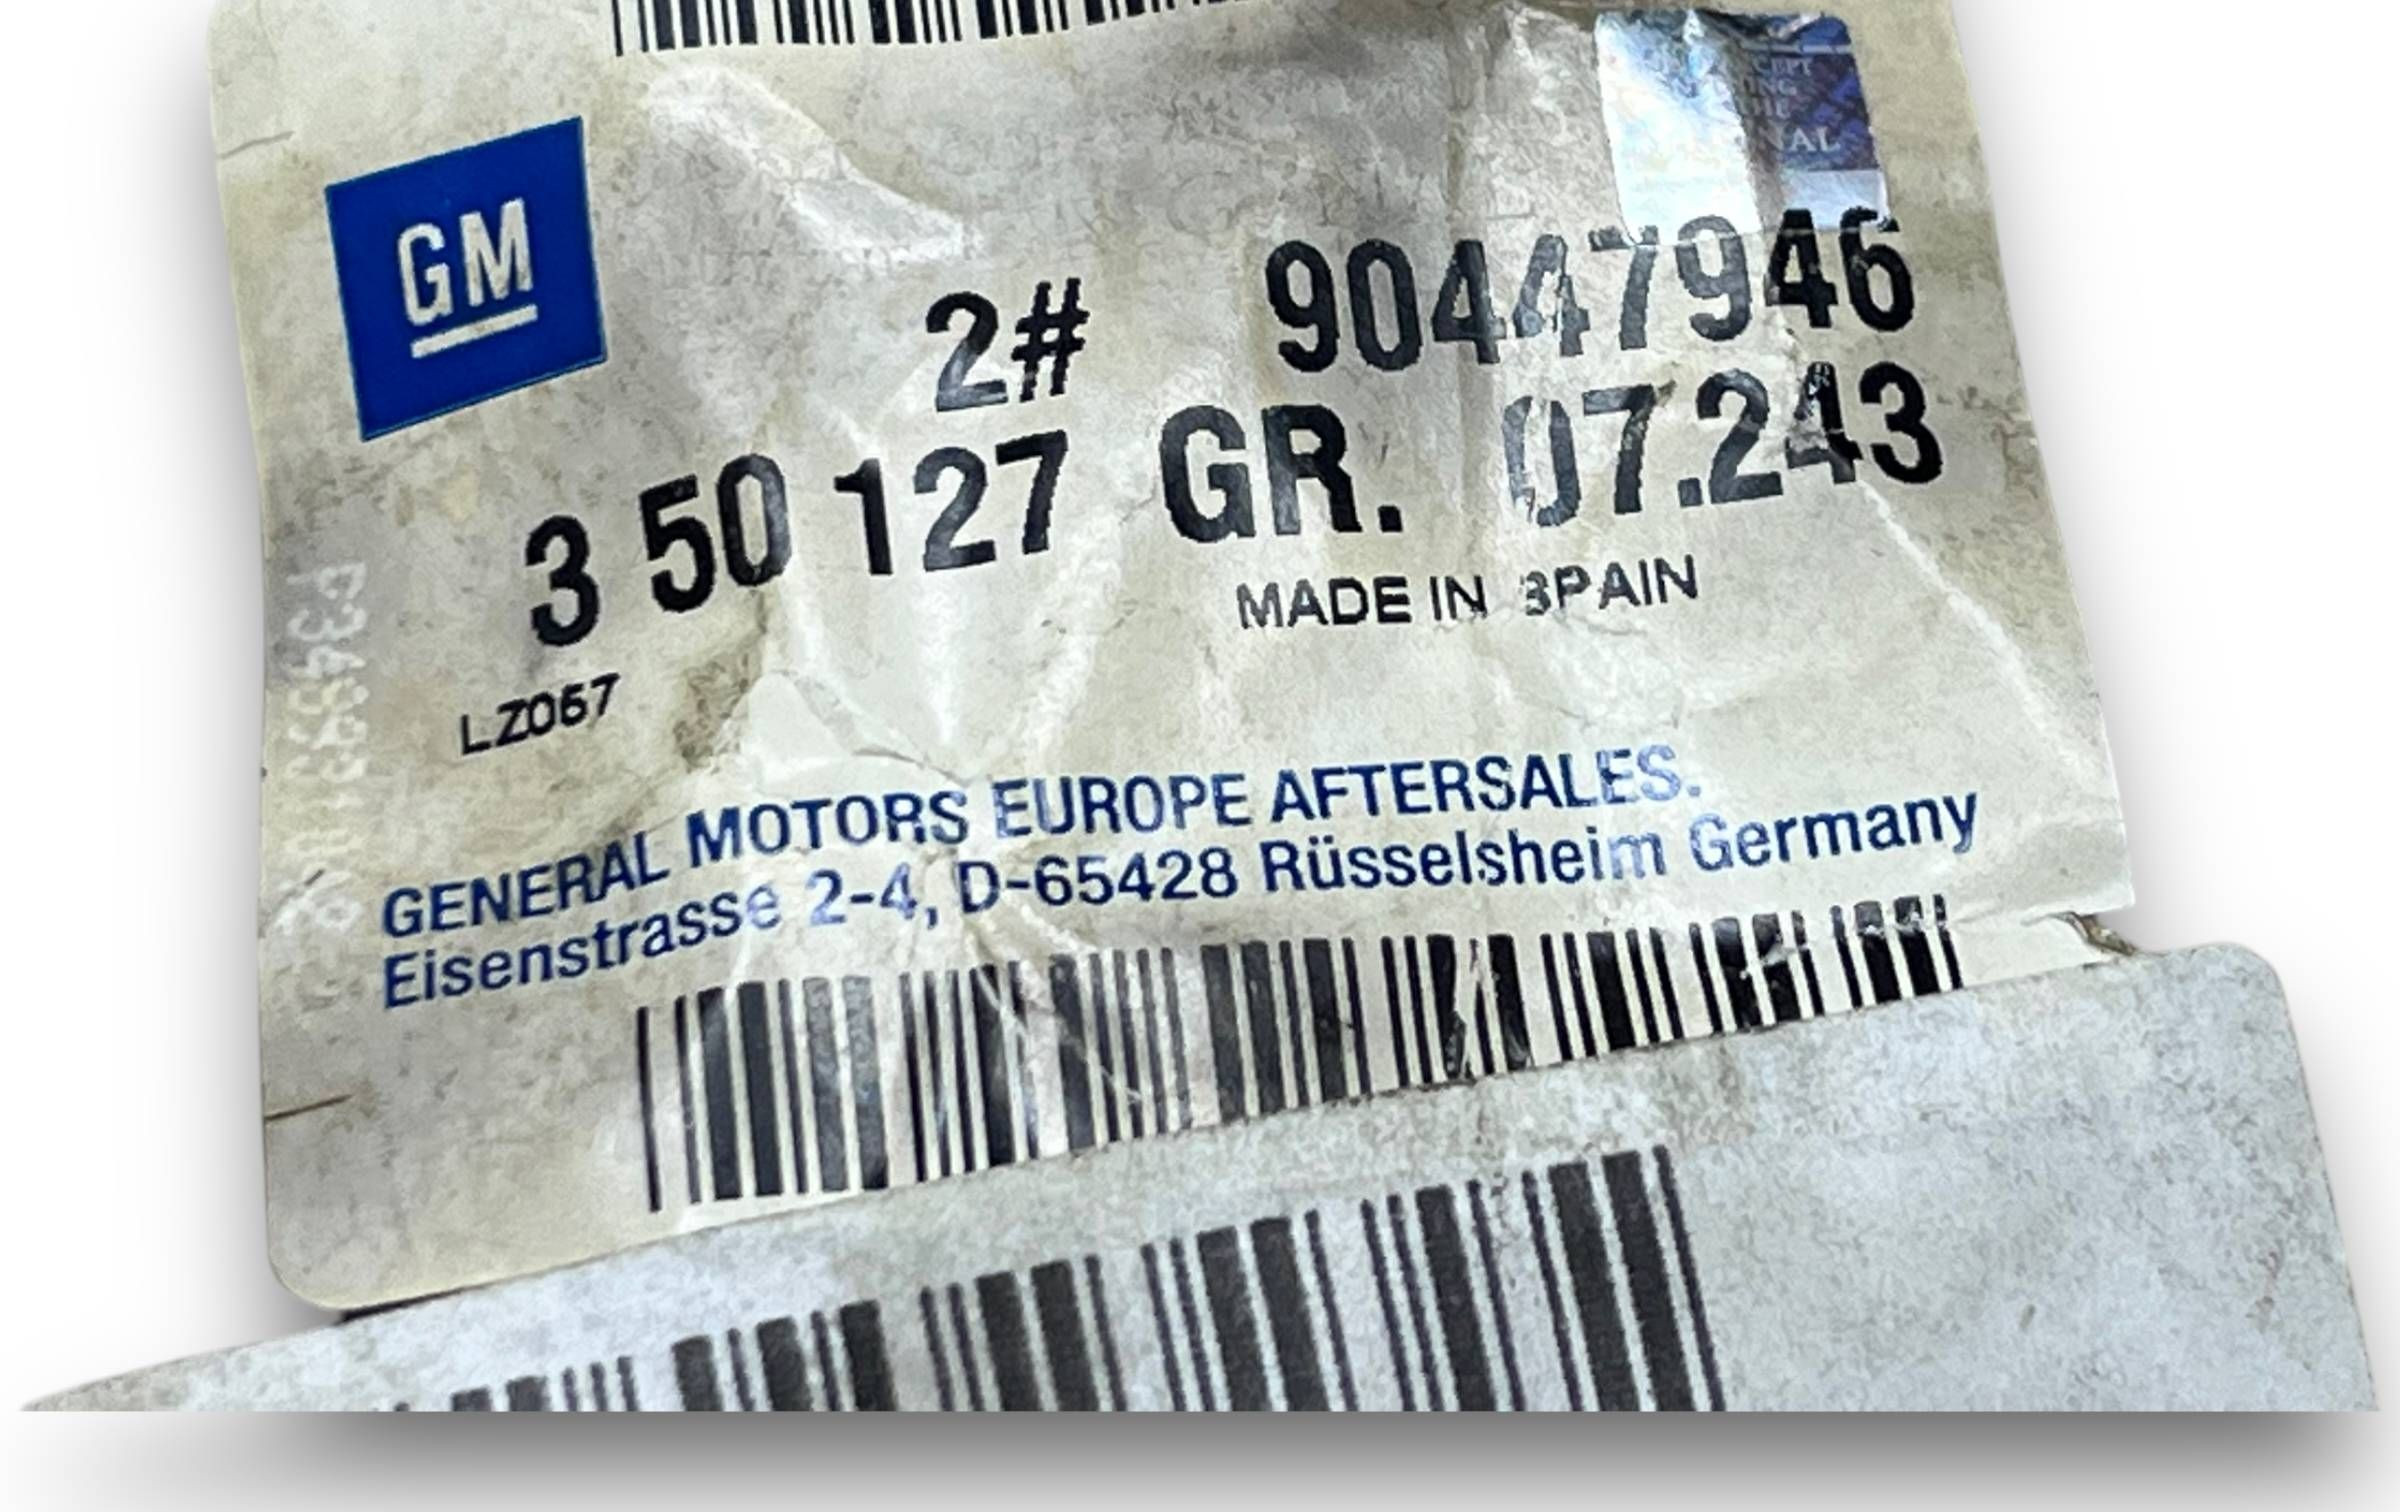 GM
2# 90447946
3 50 127 GR. 07.243
MADE IN SPAIN
LZ067
GENERAL MOTORS EUROPE AFTERSALES.
Eisenstrasse 2-4, D-65428 Rüsselsheim Germany